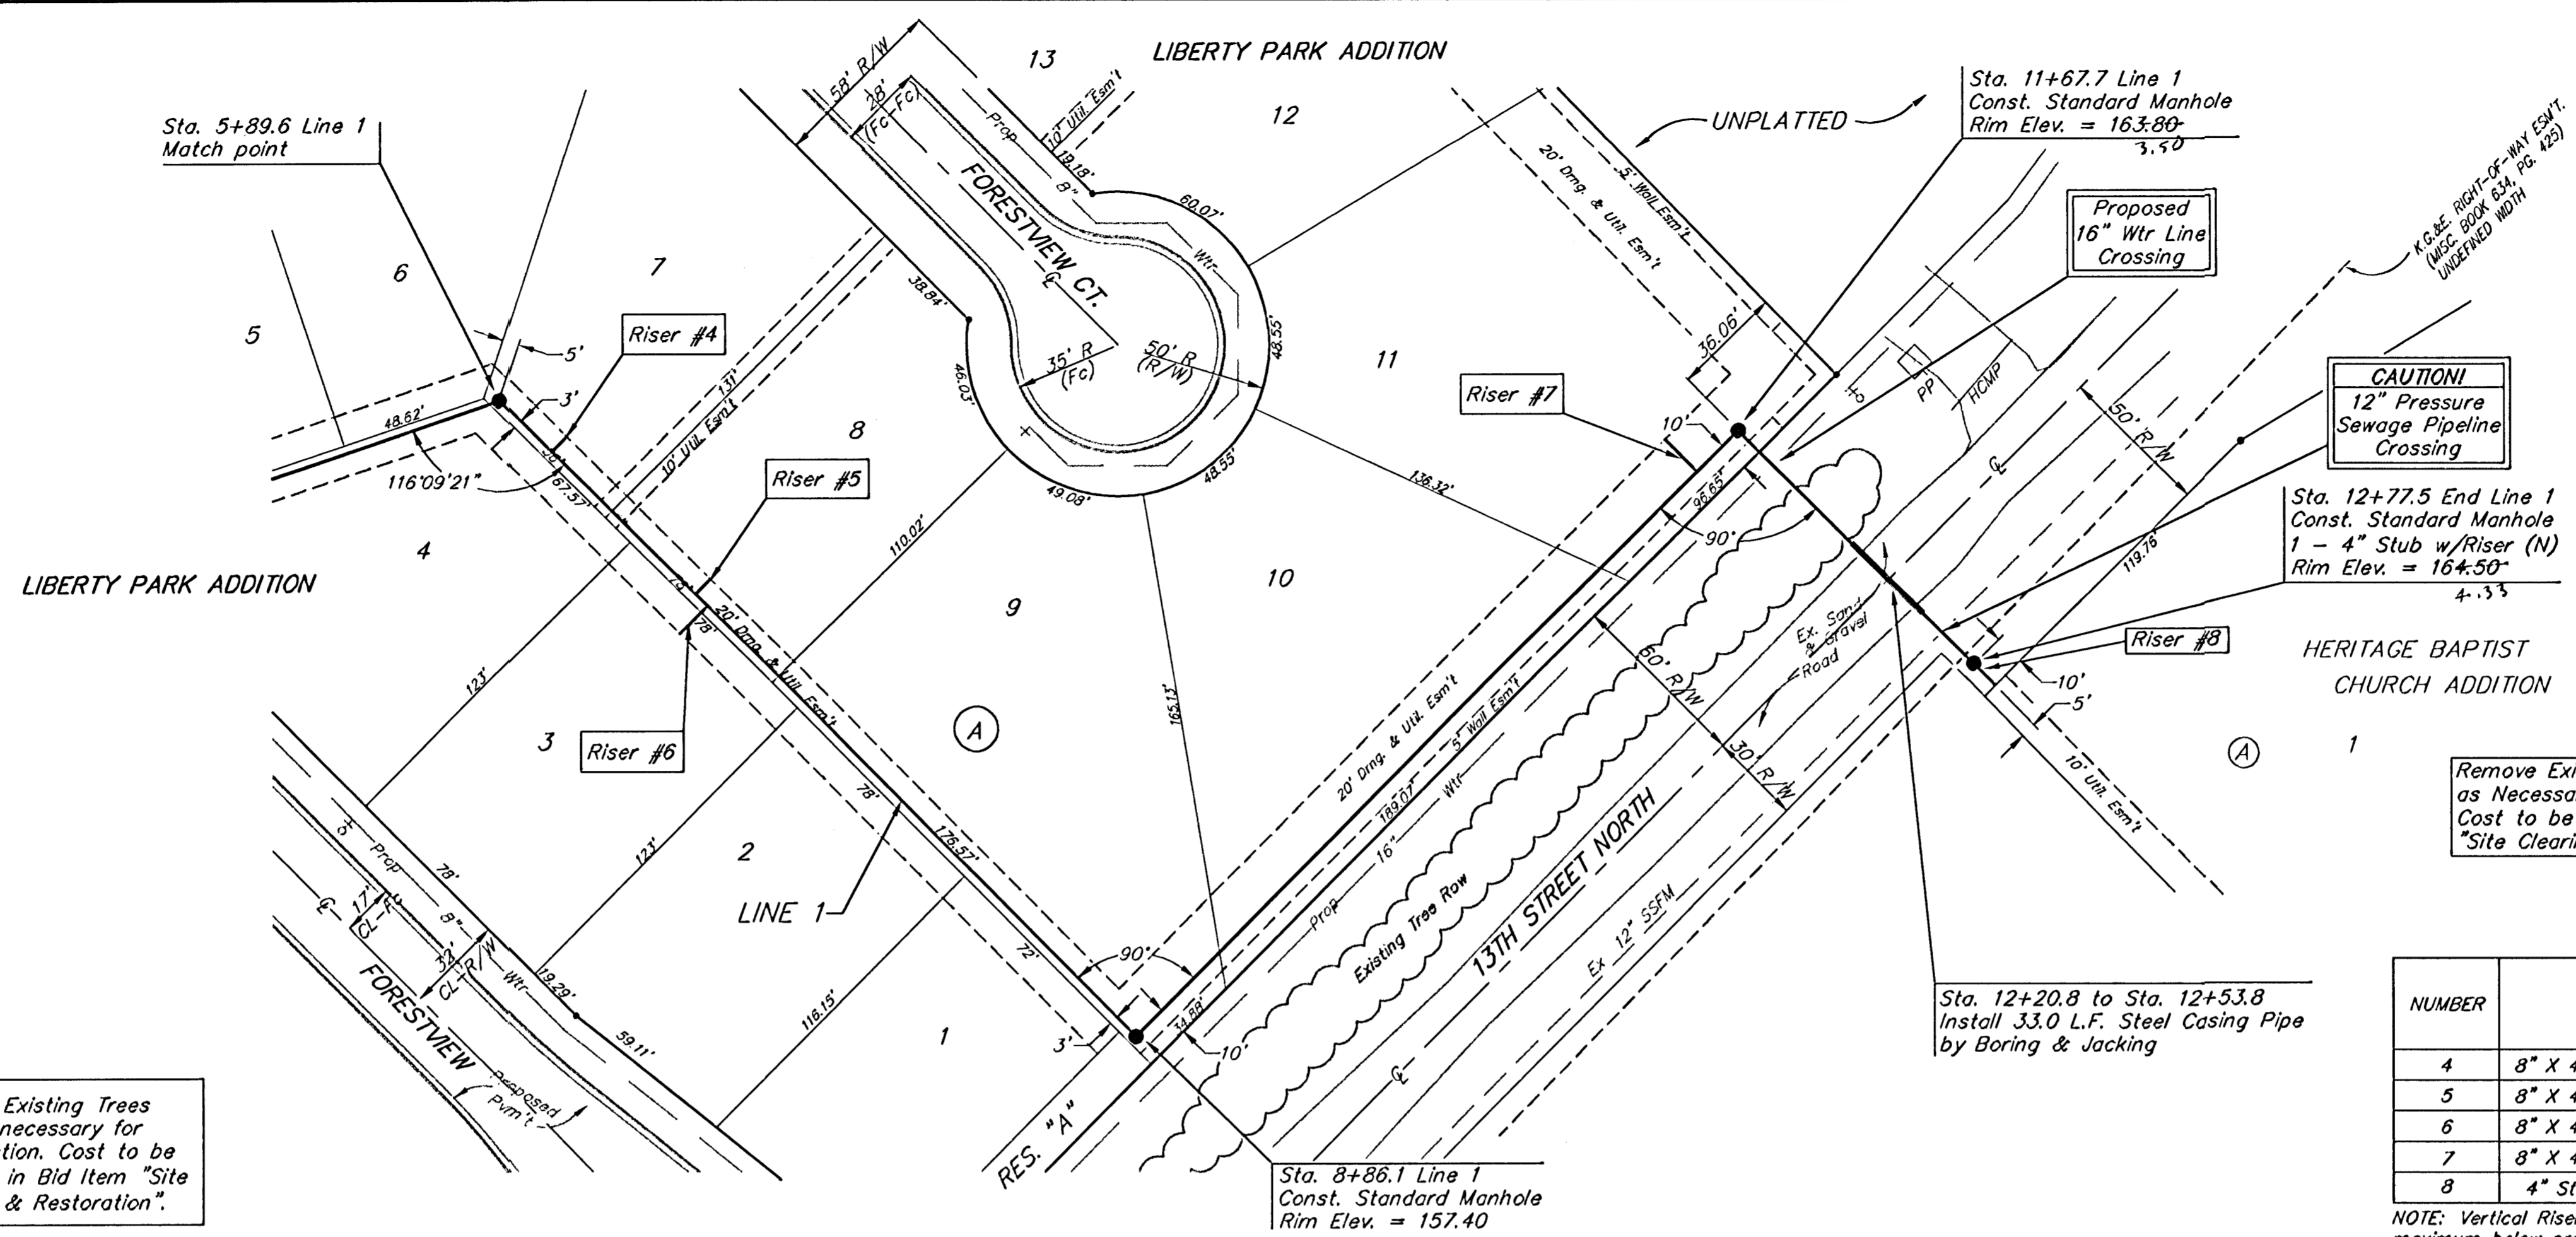 LIBERTY PARK ADDITION
13
12
58' R/W
28'
(Fc-Fc)
Prop
8"
10' Util. Esm't
19.18'
60.07'
Wtr
FORESTVIEW CT.
℄
35' R
(Fc)
50' R
(R/W)
48.55'
48.55'
49.08'
46.03'
38.84'
Sta. 5+89.6 Line 1
Match point
6
7
5
5'
3'
Riser #4
48.62'
116°09'21"
67.57'
131'
10' Util. Esm't
8
Riser #5
4
LIBERTY PARK ADDITION
78'
78'
20' Drng. & Util. Esm't
110.02'
9
10
11
136.32'
165.13'
A
123'
3
Riser #6
123'
2
78'
176.57'
LINE 1
72'
116.15'
1
3'
90°
34.88'
10'
RES. "A"
Sta. 8+86.1 Line 1
Const. Standard Manhole
Rim Elev. = 157.40
78'
Prop
8"
Wtr
17'
CL-Fc
32'
CL-R/W
℄
19.29'
59.11'
FORESTVIEW
Proposed
Pvm't
Existing Trees
necessary for
tion. Cost to be
in Bid Item "Site
& Restoration".
UNPLATTED
20' Drng. & Util. Esm't
5' Wall Esm't
36.06'
Riser #7
10'
96.65'
90°
20' Drng. & Util. Esm't
5' Wall Esm't
189.07'
Prop
16"
Wtr
Existing Tree Row
13TH STREET NORTH
Ex 12" SSFM
℄
60' R/W
30' R/W
Ex. Sand
& Gravel
Road
Sta. 11+67.7 Line 1
Const. Standard Manhole
Rim Elev. = 163.80
3.50
Proposed
16" Wtr Line
Crossing
PP
HCMP
℄
50' R/W
K.G.&E. RIGHT-OF-WAY ESM'T.
(MISC. BOOK 634, PG. 425)
UNDEFINED WIDTH
CAUTION!
12" Pressure
Sewage Pipeline
Crossing
119.76'
Sta. 12+77.5 End Line 1
Const. Standard Manhole
1 - 4" Stub w/Riser (N)
Rim Elev. = 164.50
4.33
Riser #8
HERITAGE BAPTIST
CHURCH ADDITION
10'
5'
A
1
10' Util. Esm't
Remove Exi
as Necessa
Cost to be
"Site Cleari
Sta. 12+20.8 to Sta. 12+53.8
Install 33.0 L.F. Steel Casing Pipe
by Boring & Jacking
NUMBER
4 8" X 4
5 8" X 4
6 8" X 4
7 8" X 4
8 4" St
NOTE: Vertical Rise